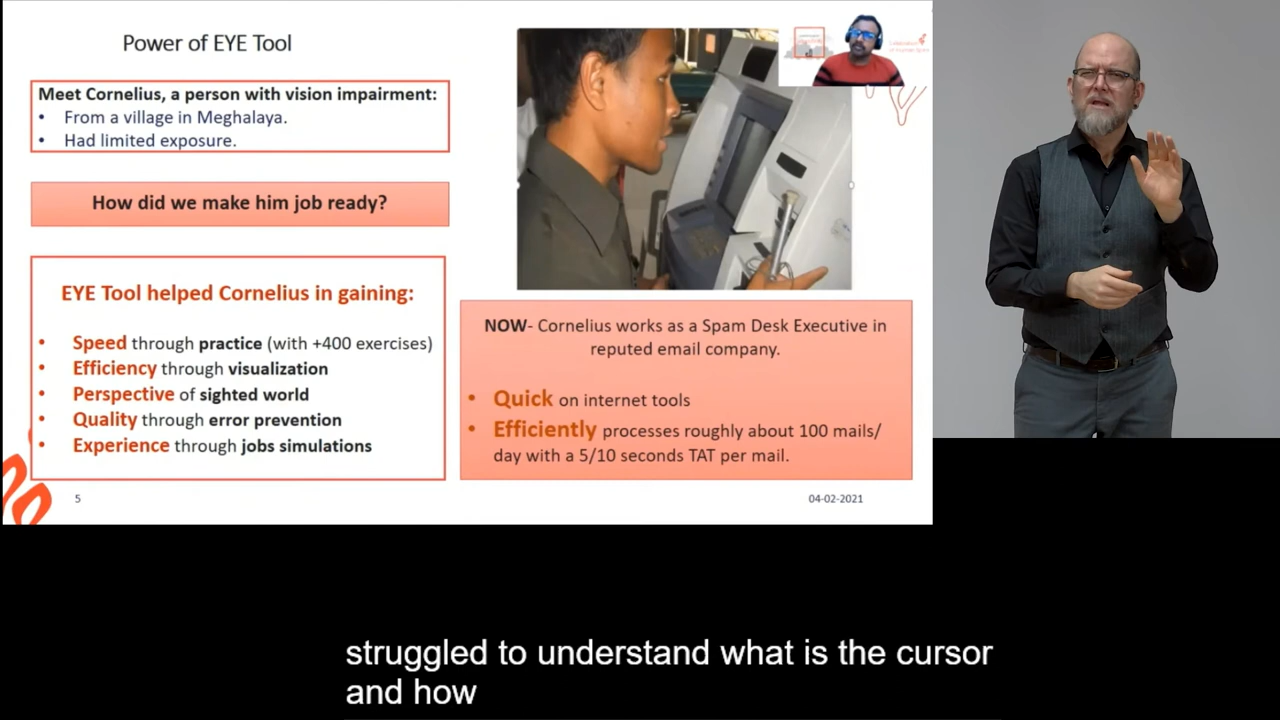 Power of EYE Tool
Meet Cornelius, a person with vision impairment:
• From a village in Meghalaya.
• Had limited exposure.
How did we make him job ready?
EYE Tool helped Cornelius in gaining:
• Speed through practice (with +400 exercises)
• Efficiency through visualization
• Perspective of sighted world
• Quality through error prevention
• Experience through jobs simulations
NOW- Cornelius works as a Spam Desk Executive in
reputed email company.
• Quick on internet tools
• Efficiently processes roughly about 100 mails/
day with a 5/10 seconds TAT per mail.
5
04-02-2021
struggled to understand what is the cursor
and how